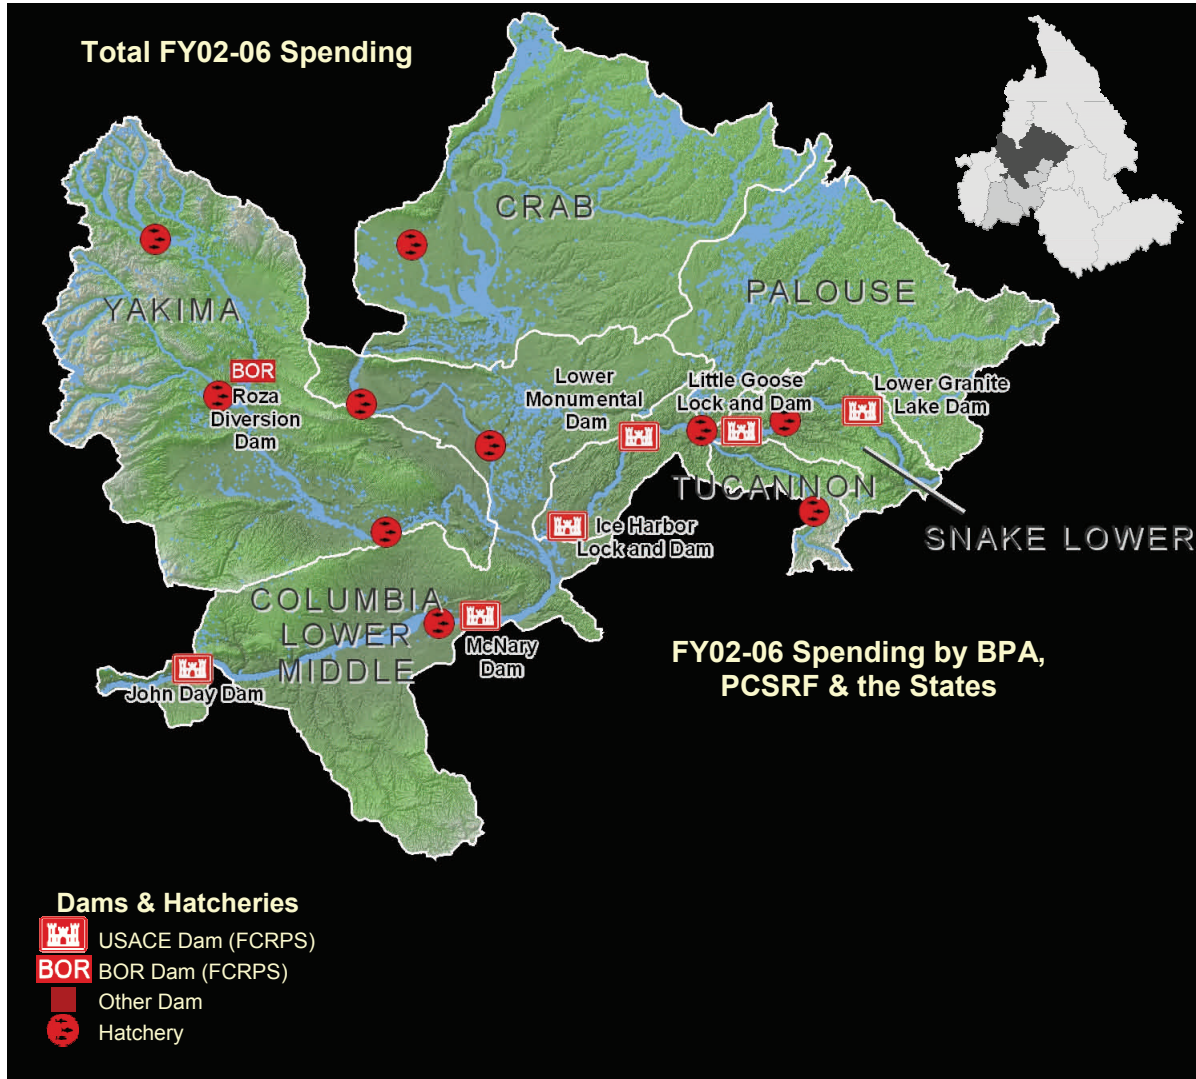 Total FY02-06 Spending
CRAB
YAKIMA
PALOUSE
BOR
Roza
Diversion
Dam
Lower
Monumental
Dam
Little Goose
Lock and Dam
Lower Granite
Lake Dam
TUCANNON
Ice Harbor
Lock and Dam
SNAKE LOWER
COLUMBIA
LOWER
MIDDLE
McNary
Dam
John Day Dam
FY02-06 Spending by BPA,
PCSRF & the States
Dams & Hatcheries
USACE Dam (FCRPS)
BOR BOR Dam (FCRPS)
Other Dam
Hatchery